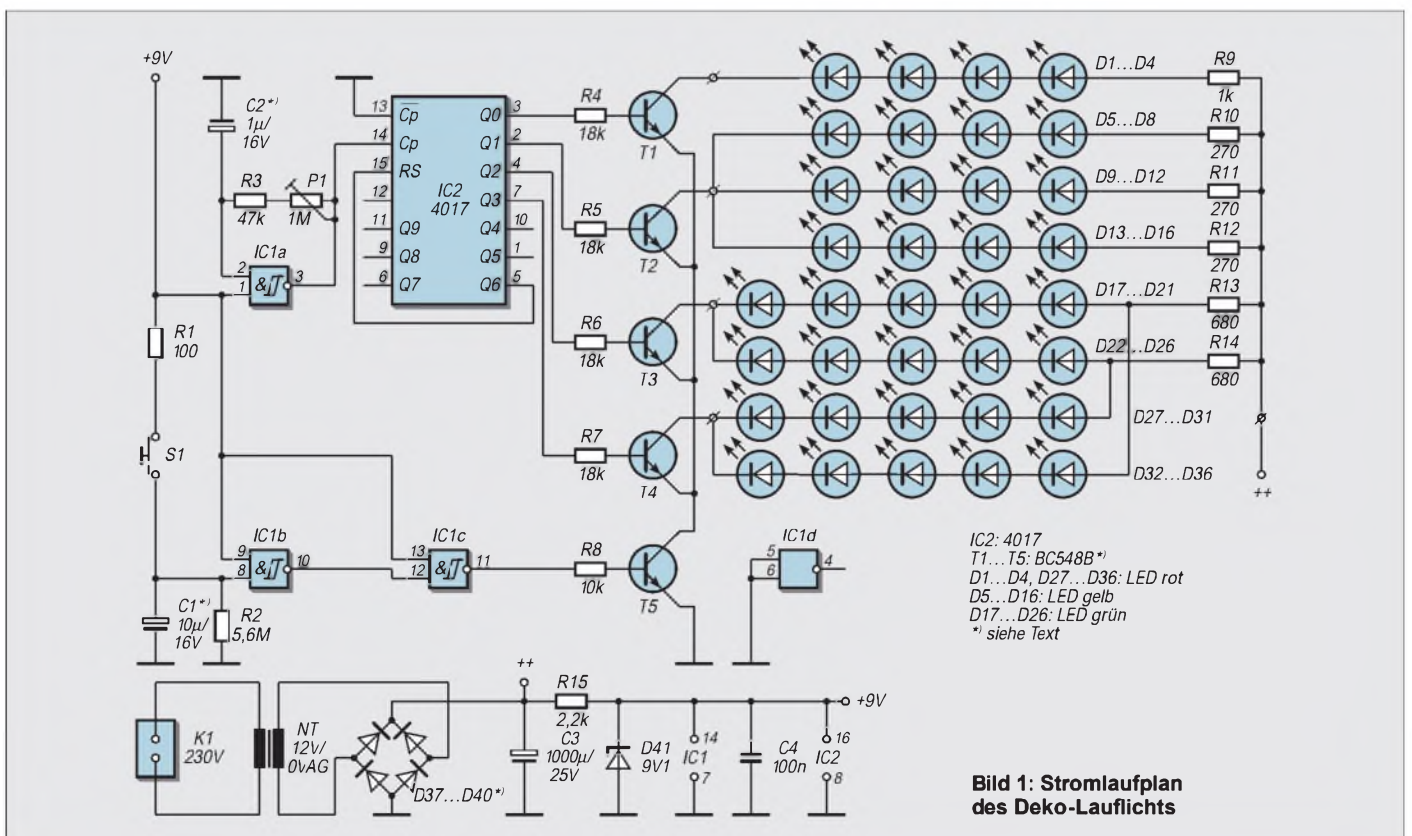 +9V
C2*)
1µ/
16V
R3
47k
P1
1M
IC1a
2
1
&
3
R1
100
S1
13
Cp
14
Cp
15
RS
12
11
Q9
9
Q8
6
Q7
IC2
4017
Q0
3
Q1
2
Q2
4
Q3
7
Q4
10
Q5
1
Q6
5
R4
18k
T1
R5
18k
T2
R6
18k
T3
R7
18k
T4
R8
10k
T5
D1...D4
R9
1k
D5...D8
R10
270
D9...D12
R11
270
D13...D16
R12
270
D17...D21
R13
680
D22...D26
R14
680
D27...D31
D32...D36
++
IC1b
9
8
&
10
IC1c
13
12
&
11
IC1d
5
6
4
C1*)
10µ/
16V
R2
5,6M
IC2: 4017
T1...T5: BC548B*)
D1...D4, D27...D36: LED rot
D5...D16: LED gelb
D17...D26: LED grün
*) siehe Text
K1
230V
NT
12v/
0vAG
D37...D40*)
++
R15
2,2k
C3
1000µ/
25V
D41
9V1
14
IC1
7
C4
100n
16
IC2
8
+9V
Bild 1: Stromlaufplan
des Deko-Lauflichts